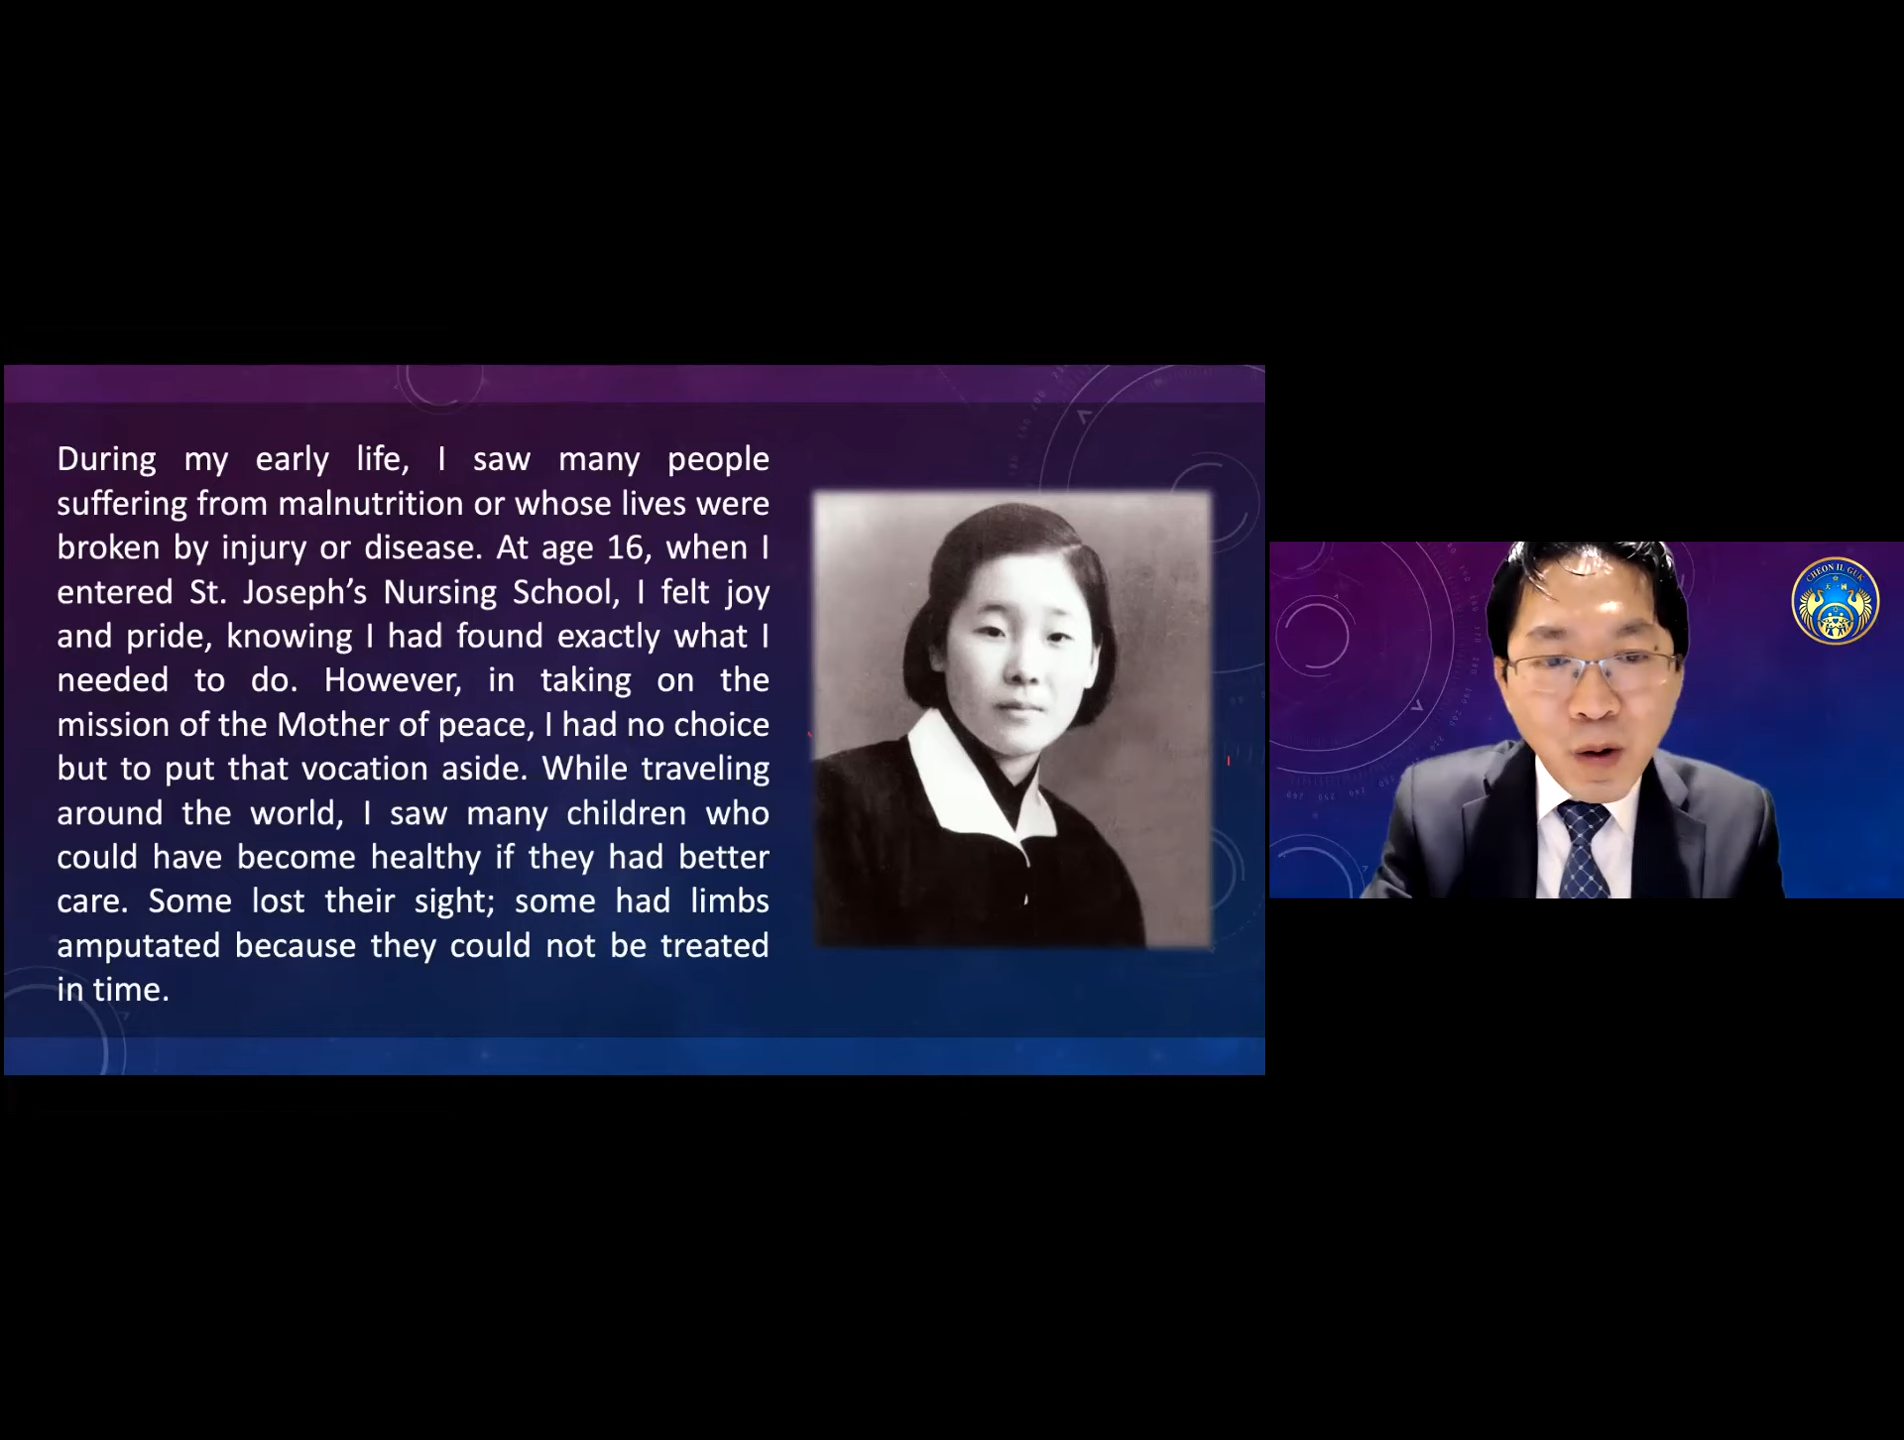 During my early life, I saw many people
suffering from malnutrition or whose lives were
broken by injury or disease. At age 16, when I
entered St. Joseph’s Nursing School, I felt joy
and pride, knowing I had found exactly what I
needed to do. However, in taking on the
mission of the Mother of peace, I had no choice
but to put that vocation aside. While traveling
around the world, I saw many children who
could have become healthy if they had better
care. Some lost their sight; some had limbs
amputated because they could not be treated
in time.
CHEON IL GUK